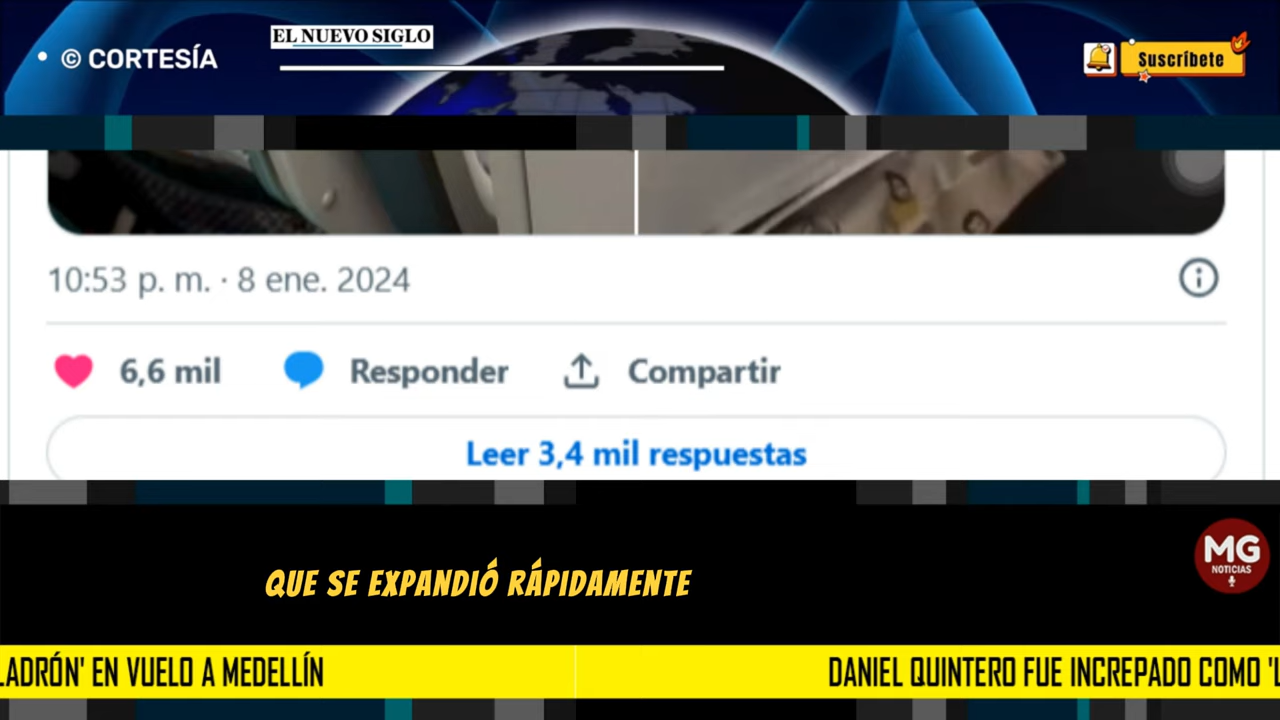 © CORTESÍA
EL NUEVO SIGLO
Suscríbete
10:53 p. m. · 8 ene. 2024
6,6 mil
Responder
Compartir
Leer 3,4 mil respuestas
QUE SE EXPANDIÓ RÁPIDAMENTE
MG
NOTICIAS
LADRÓN' EN VUELO A MEDELLÍN
DANIEL QUINTERO FUE INCREPADO COMO 'L